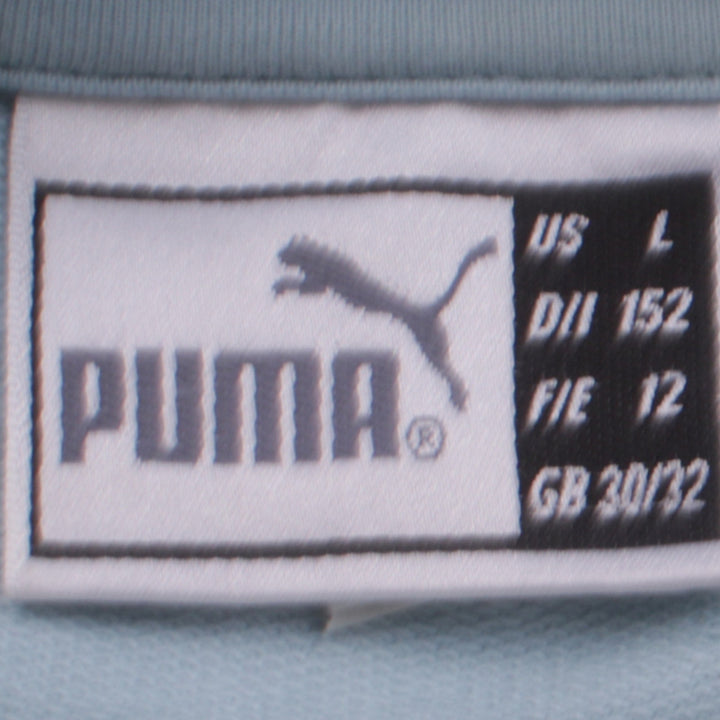 PUMA®
US L
D/I 152
F/E 12
GB 30/32